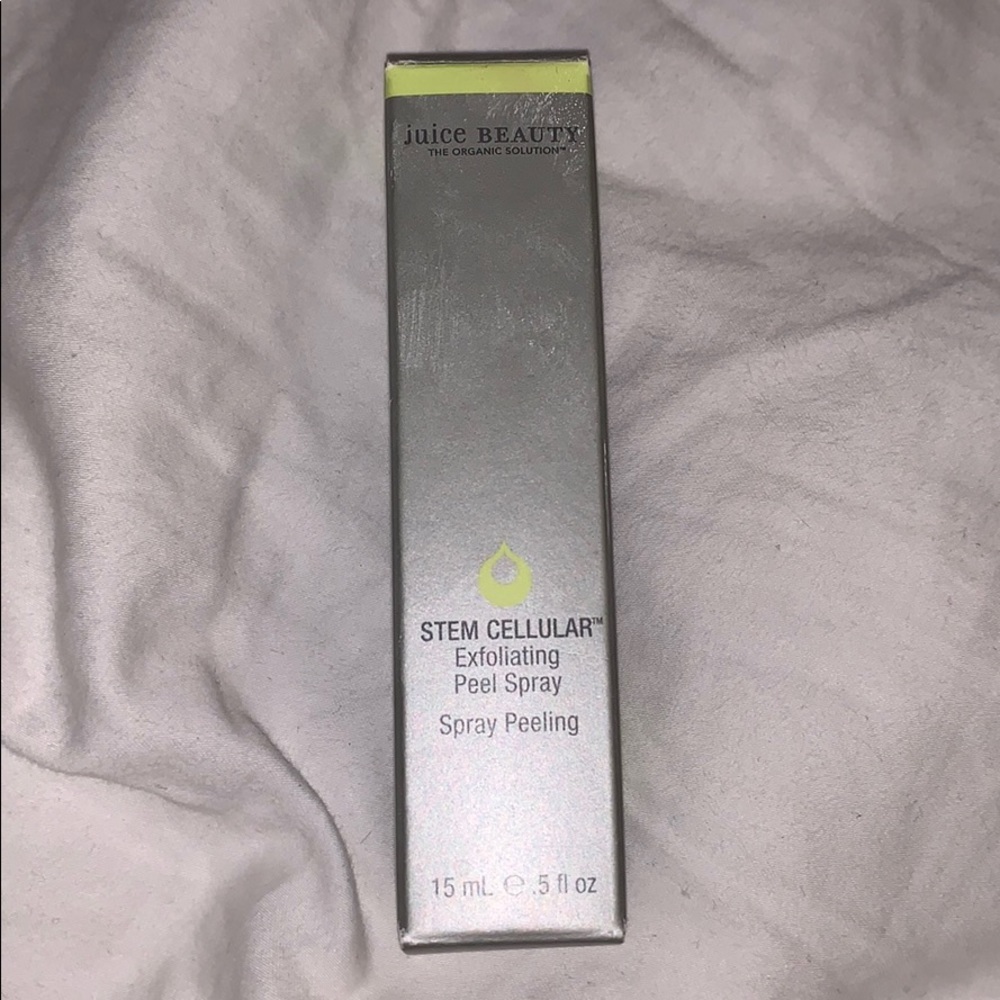 juice BEAUTY
THE ORGANIC SOLUTION™
STEM CELLULAR™
Exfoliating
Peel Spray
Spray Peeling
15 mL ℮ .5 fl oz